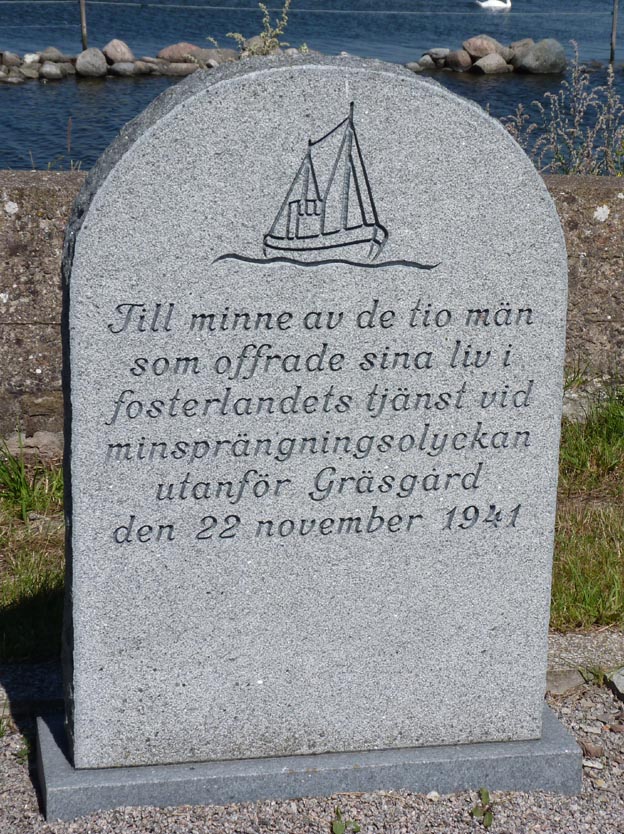 Till minne av de tio män
som offrade sina liv i
fosterlandets tjänst vid
minsprängningsolyckan
utanför Gräsgård
den 22 november 1941